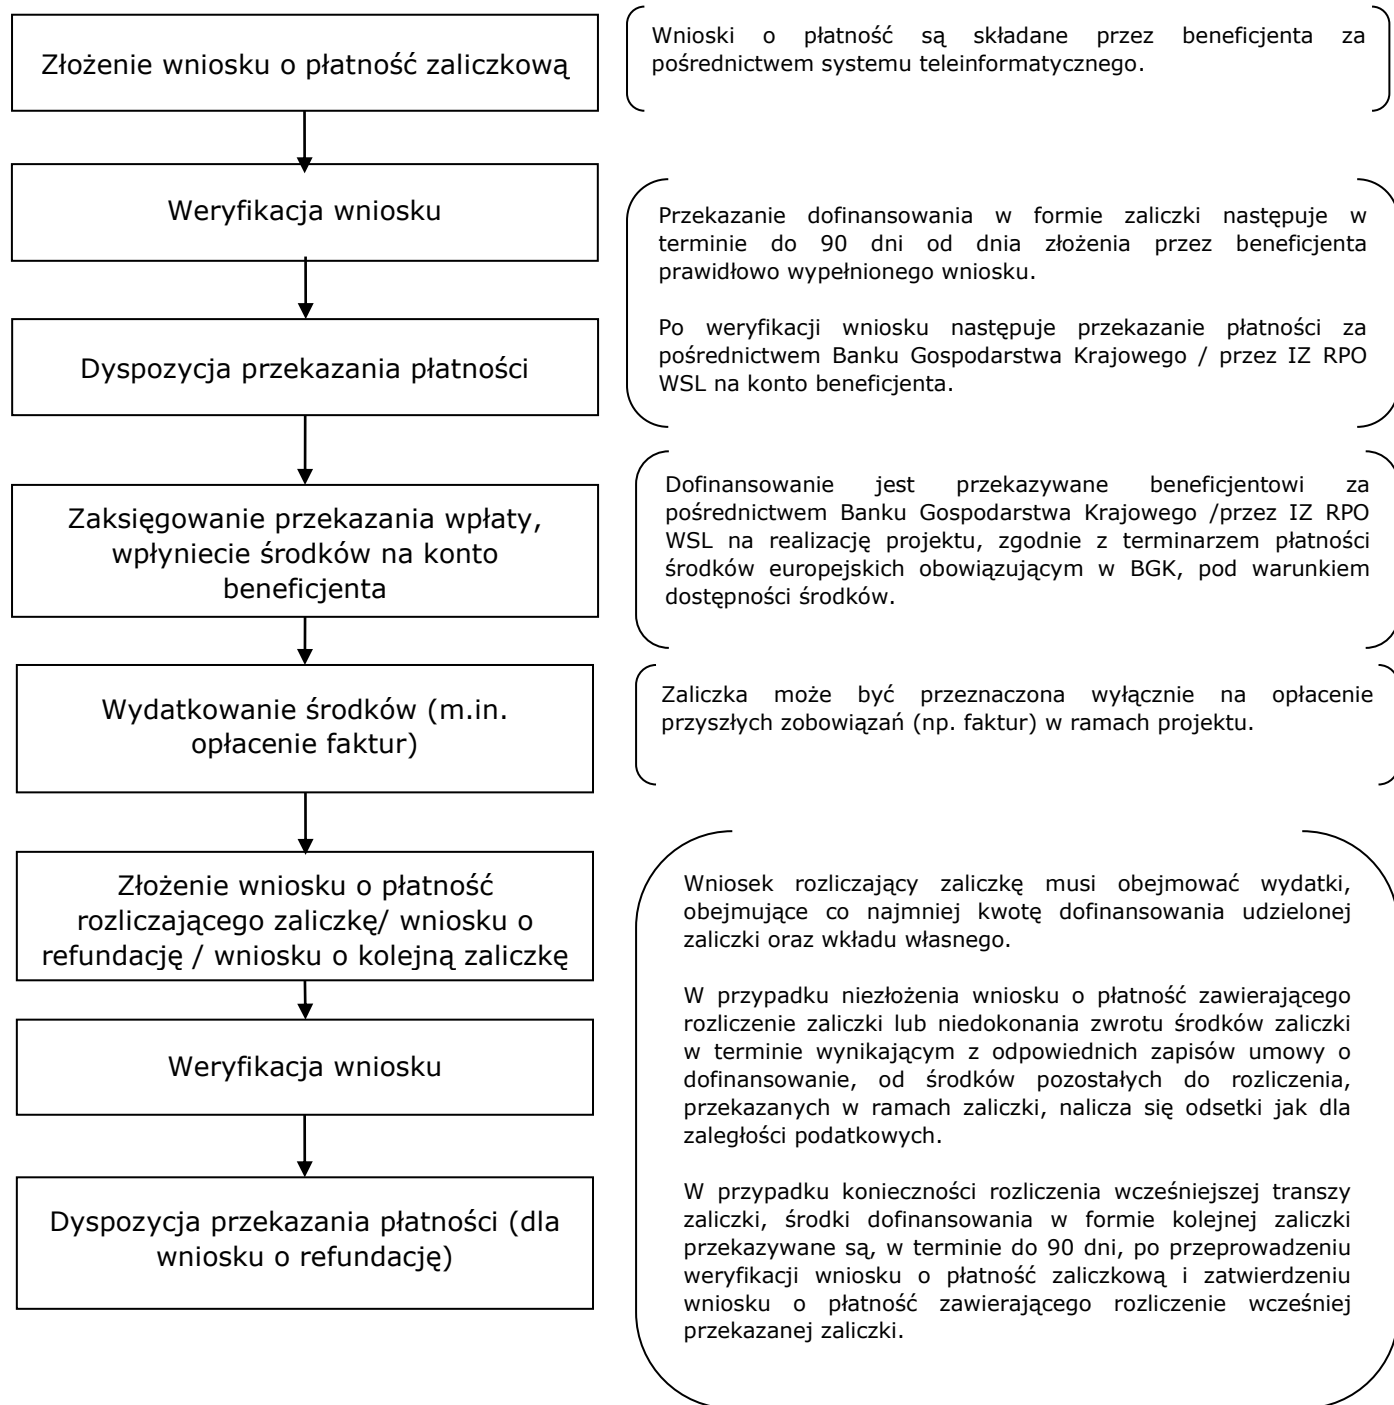 Złożenie wniosku o płatność zaliczkową
Wnioski o płatność są składane przez beneficjenta za
pośrednictwem systemu teleinformatycznego.
Weryfikacja wniosku
Przekazanie dofinansowania w formie zaliczki następuje w
terminie do 90 dni od dnia złożenia przez beneficjenta
prawidłowo wypełnionego wniosku.
Po weryfikacji wniosku następuje przekazanie płatności za
pośrednictwem Banku Gospodarstwa Krajowego / przez IZ RPO
WSL na konto beneficjenta.
Dyspozycja przekazania płatności
Zaksięgowanie przekazania wpłaty,
wpłyniecie środków na konto
beneficjenta
Dofinansowanie jest przekazywane beneficjentowi za
pośrednictwem Banku Gospodarstwa Krajowego /przez IZ RPO
WSL na realizację projektu, zgodnie z terminarzem płatności
środków europejskich obowiązującym w BGK, pod warunkiem
dostępności środków.
Wydatkowanie środków (m.in.
opłacenie faktur)
Zaliczka może być przeznaczona wyłącznie na opłacenie
przyszłych zobowiązań (np. faktur) w ramach projektu.
Złożenie wniosku o płatność
rozliczającego zaliczkę/ wniosku o
refundację / wniosku o kolejną zaliczkę
Weryfikacja wniosku
Dyspozycja przekazania płatności (dla
wniosku o refundację)
Wniosek rozliczający zaliczkę musi obejmować wydatki,
obejmujące co najmniej kwotę dofinansowania udzielonej
zaliczki oraz wkładu własnego.
W przypadku niezłożenia wniosku o płatność zawierającego
rozliczenie zaliczki lub niedokonania zwrotu środków zaliczki
w terminie wynikającym z odpowiednich zapisów umowy o
dofinansowanie, od środków pozostałych do rozliczenia,
przekazanych w ramach zaliczki, nalicza się odsetki jak dla
zaległości podatkowych.
W przypadku konieczności rozliczenia wcześniejszej transzy
zaliczki, środki dofinansowania w formie kolejnej zaliczki
przekazywane są, w terminie do 90 dni, po przeprowadzeniu
weryfikacji wniosku o płatność zaliczkową i zatwierdzeniu
wniosku o płatność zawierającego rozliczenie wcześniej
przekazanej zaliczki.